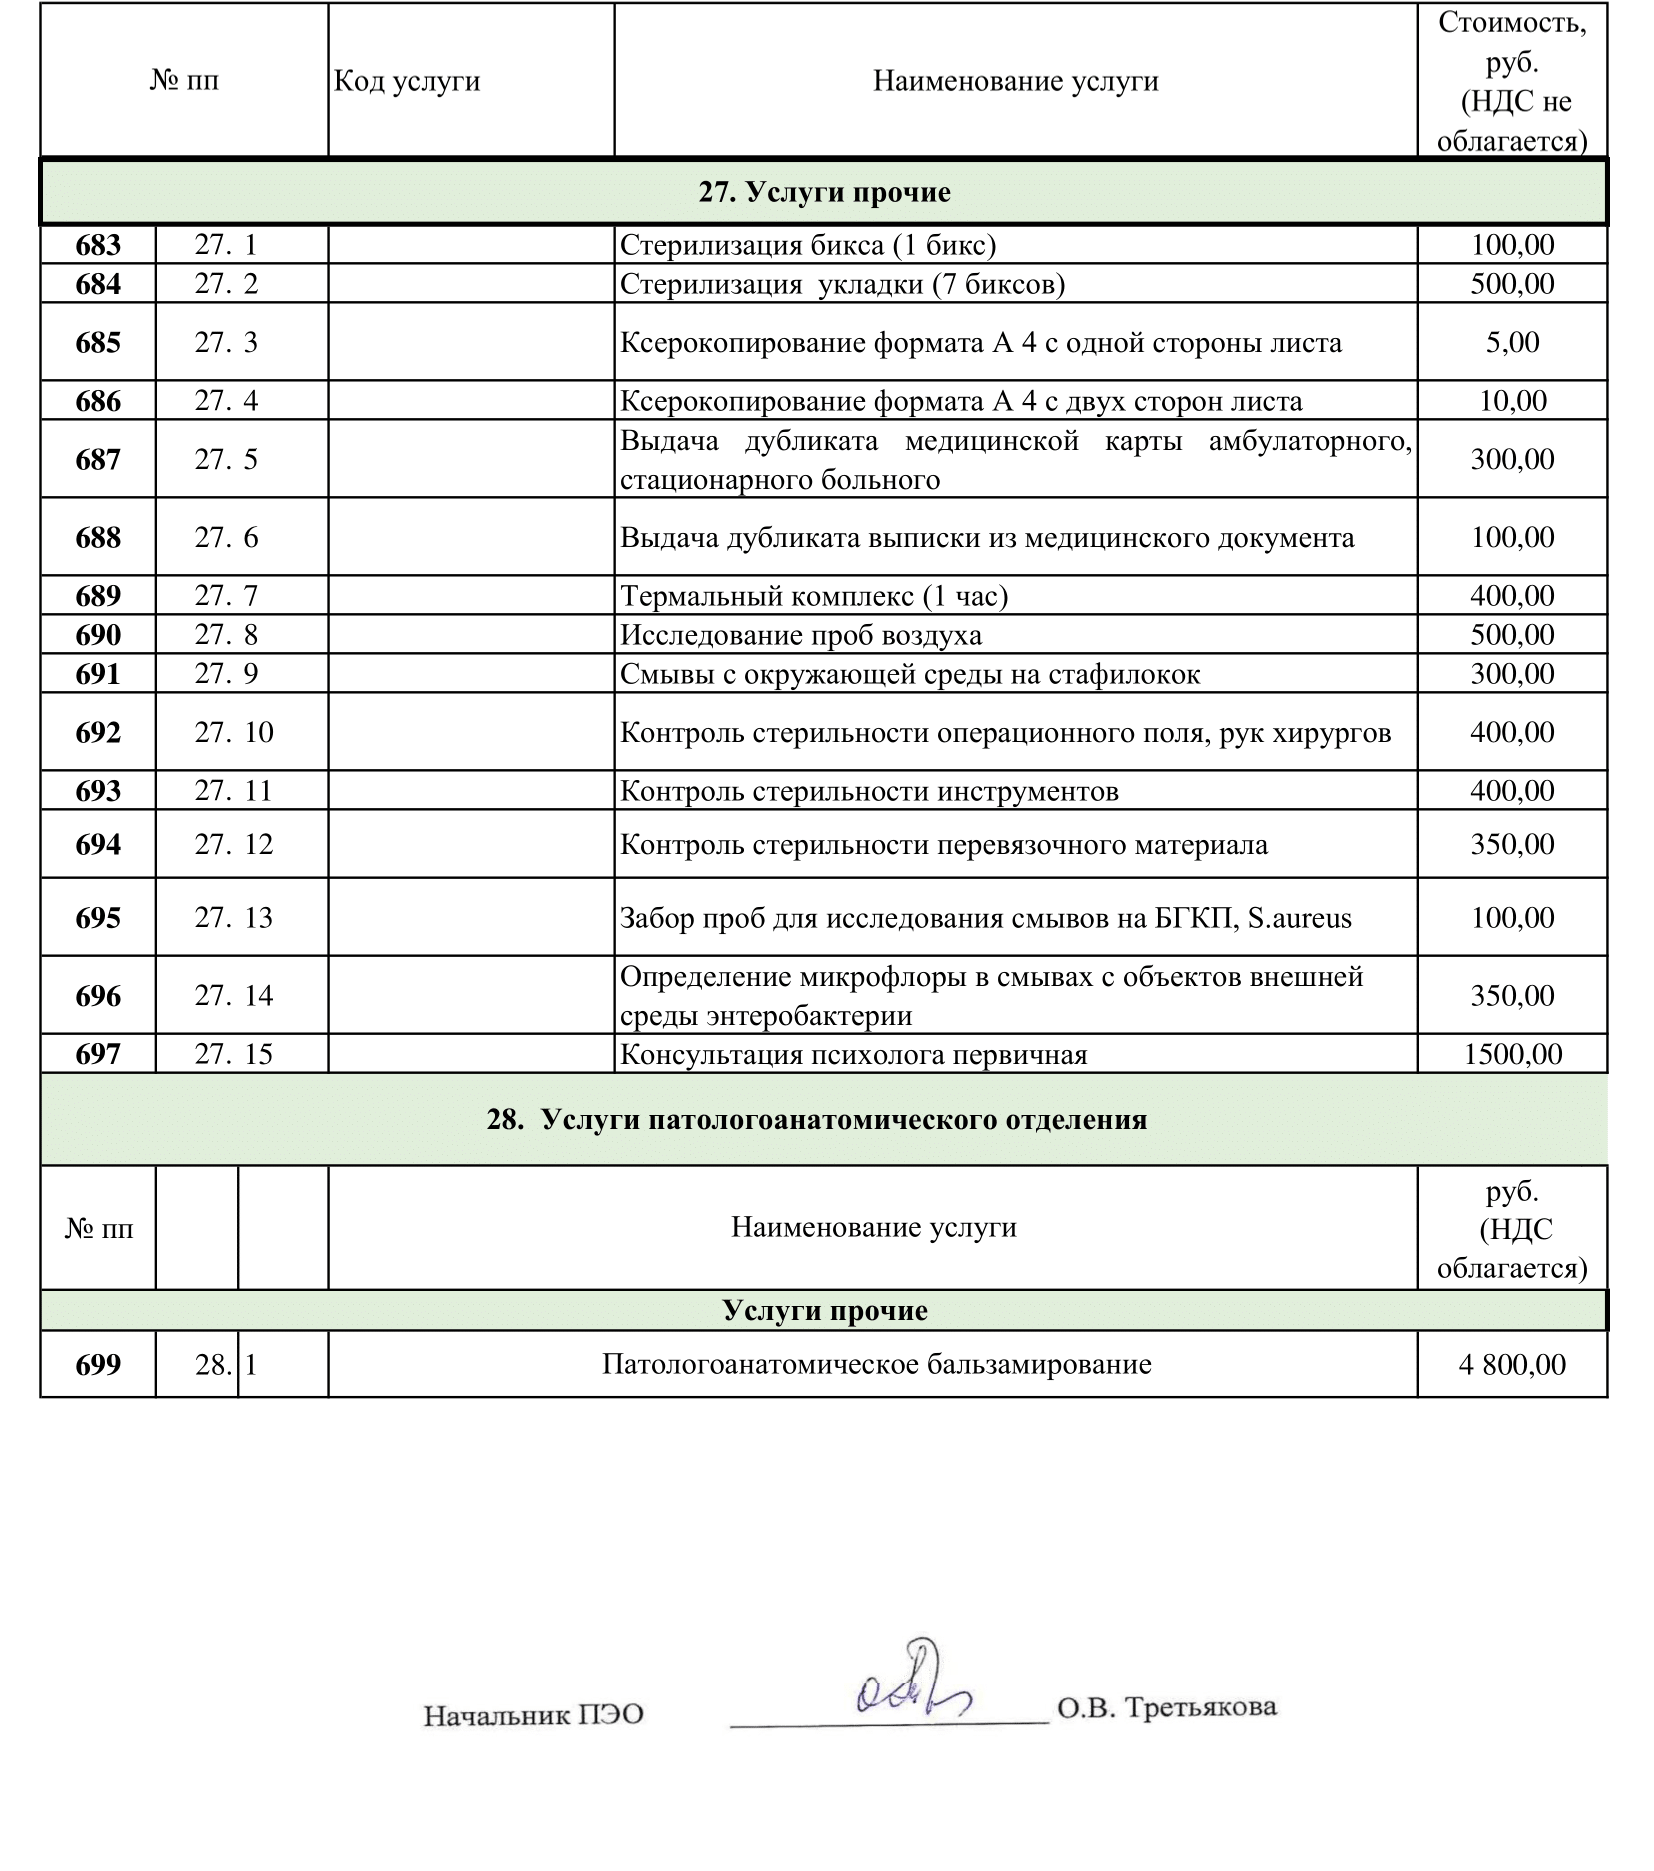 № пп Код услуги Наименование услуги Стоимость, руб. (НДС не облагается)
27. Услуги прочие
683 27. 1 Стерилизация бикса (1 бикс) 100,00
684 27. 2 Стерилизация укладки (7 биксов) 500,00
685 27. 3 Ксерокопирование формата А 4 с одной стороны листа 5,00
686 27. 4 Ксерокопирование формата А 4 с двух сторон листа 10,00
687 27. 5 Выдача дубликата медицинской карты амбулаторного, стационарного больного 300,00
688 27. 6 Выдача дубликата выписки из медицинского документа 100,00
689 27. 7 Термальный комплекс (1 час) 400,00
690 27. 8 Исследование проб воздуха 500,00
691 27. 9 Смывы с окружающей среды на стафилокок 300,00
692 27. 10 Контроль стерильности операционного поля, рук хирургов 400,00
693 27. 11 Контроль стерильности инструментов 400,00
694 27. 12 Контроль стерильности перевязочного материала 350,00
695 27. 13 Забор проб для исследования смывов на БГКП, S.aureus 100,00
696 27. 14 Определение микрофлоры в смывах с объектов внешней среды энтеробактерии 350,00
697 27. 15 Консультация психолога первичная 1500,00
28. Услуги патологоанатомического отделения
№ пп Наименование услуги руб. (НДС облагается)
Услуги прочие
699 28. 1 Патологоанатомическое бальзамирование 4 800,00
Начальник ПЭО О.В. Третьякова